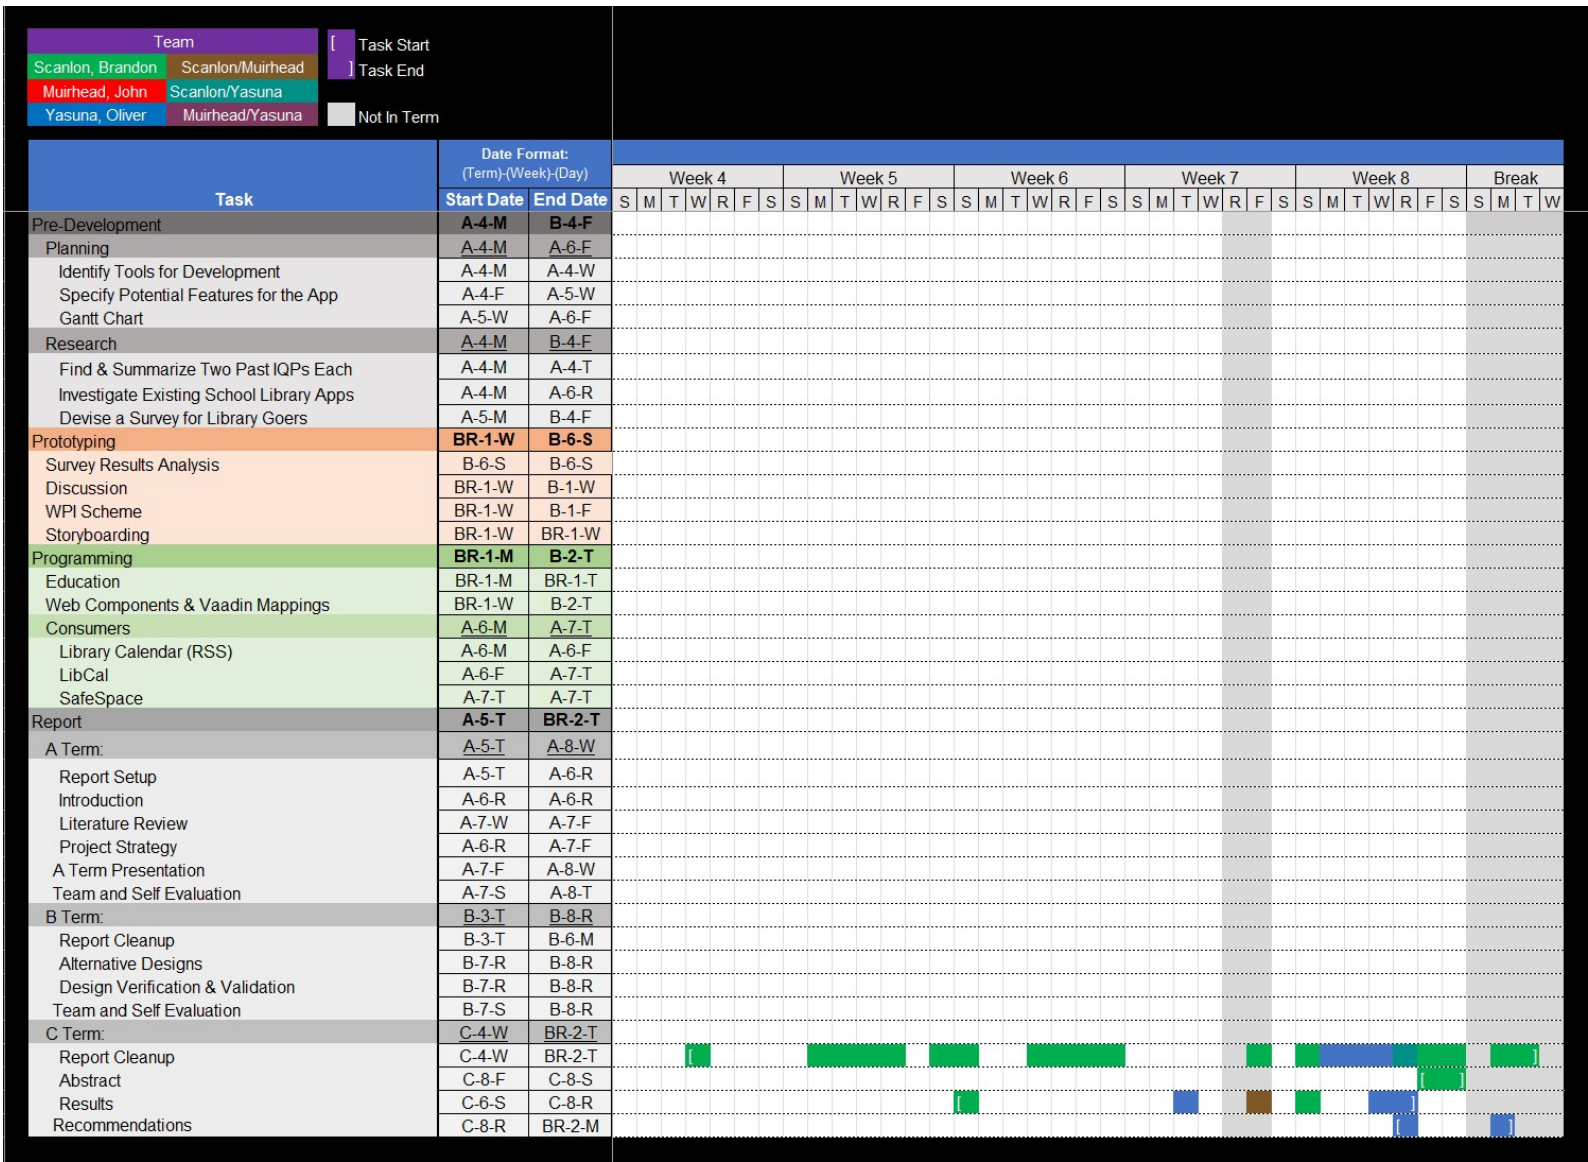 Team [ Task Start
Scanlon, Brandon Scanlon/Muirhead ] Task End
Muirhead, John Scanlon/Yasuna
Yasuna, Oliver Muirhead/Yasuna Not In Term
Date Format:
(Term)-(Week)-(Day) Week 4 Week 5 Week 6 Week 7 Week 8 Break
Task Start Date End Date S M T W R F S S M T W R F S S M T W R F S S M T W R F S S M T W R F S S M T W
Pre-Development A-4-M B-4-F
Planning A-4-M A-6-F
Identify Tools for Development A-4-M A-4-W
Specify Potential Features for the App A-4-F A-5-W
Gantt Chart A-5-W A-6-F
Research A-4-M B-4-F
Find & Summarize Two Past IQPs Each A-4-M A-4-T
Investigate Existing School Library Apps A-4-M A-6-R
Devise a Survey for Library Goers A-5-M B-4-F
Prototyping BR-1-W B-6-S
Survey Results Analysis B-6-S B-6-S
Discussion BR-1-W B-1-W
WPI Scheme BR-1-W B-1-F
Storyboarding BR-1-W BR-1-W
Programming BR-1-M B-2-T
Education BR-1-M BR-1-T
Web Components & Vaadin Mappings BR-1-W B-2-T
Consumers A-6-M A-7-T
Library Calendar (RSS) A-6-M A-6-F
LibCal A-6-F A-7-T
SafeSpace A-7-T A-7-T
Report A-5-T BR-2-T
A Term: A-5-T A-8-W
Report Setup A-5-T A-6-R
Introduction A-6-R A-6-R
Literature Review A-7-W A-7-F
Project Strategy A-6-R A-7-F
A Term Presentation A-7-F A-8-W
Team and Self Evaluation A-7-S A-8-T
B Term: B-3-T B-8-R
Report Cleanup B-3-T B-6-M
Alternative Designs B-7-R B-8-R
Design Verification & Validation B-7-R B-8-R
Team and Self Evaluation B-7-S B-8-R
C Term: C-4-W BR-2-T
Report Cleanup C-4-W BR-2-T [ ]
Abstract C-8-F C-8-S [ ]
Results C-6-S C-8-R [ ]
Recommendations C-8-R BR-2-M [ ]